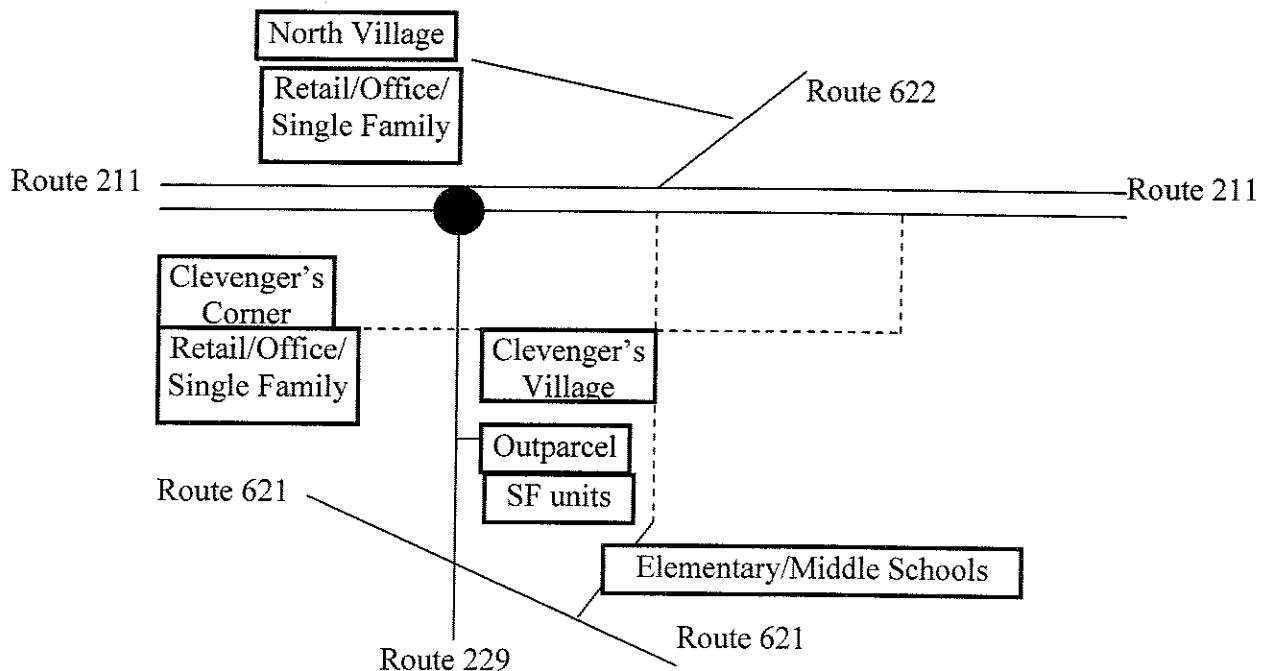 North Village
Retail/Office/
Single Family
Route 622
Route 211
Route 211
Clevenger's
Corner
Retail/Office/
Single Family
Clevenger's
Village
Outparcel
SF units
Route 621
Elementary/Middle Schools
Route 621
Route 229